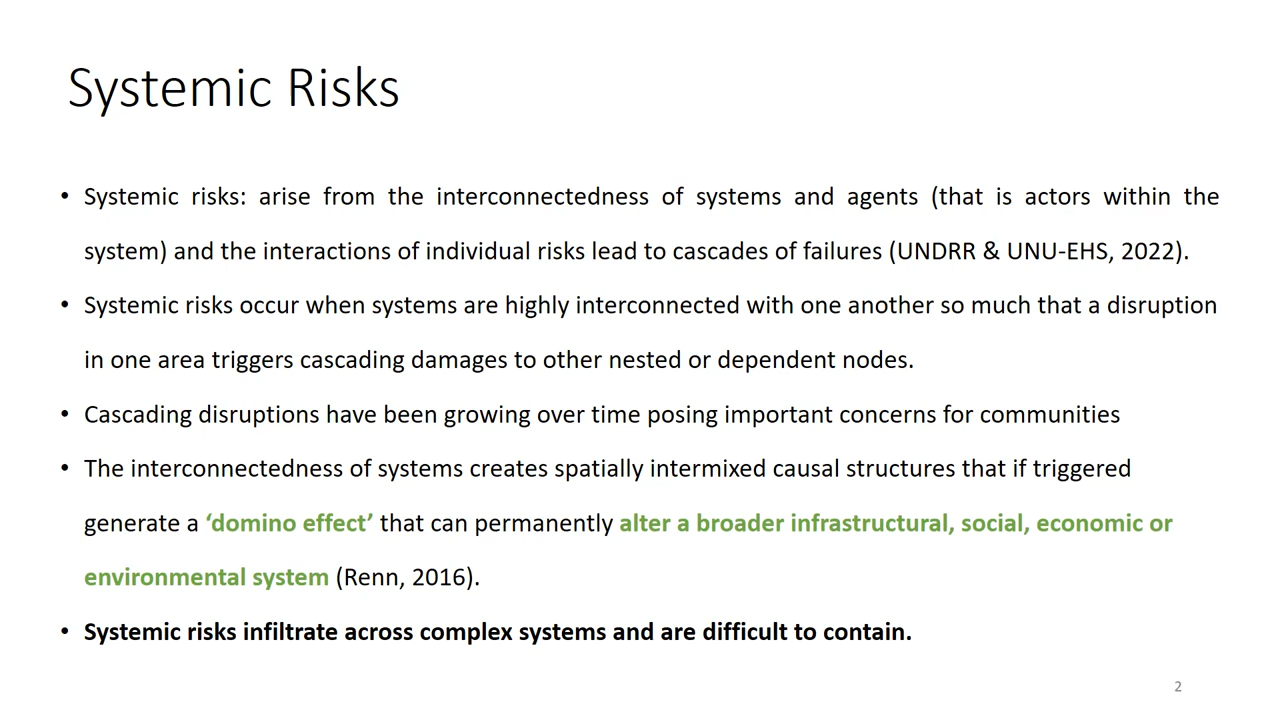 Systemic Risks
• Systemic risks: arise from the interconnectedness of systems and agents (that is actors within the
system) and the interactions of individual risks lead to cascades of failures (UNDRR & UNU-EHS, 2022).
• Systemic risks occur when systems are highly interconnected with one another so much that a disruption
in one area triggers cascading damages to other nested or dependent nodes.
• Cascading disruptions have been growing over time posing important concerns for communities
• The interconnectedness of systems creates spatially intermixed causal structures that if triggered
generate a ‘domino effect’ that can permanently alter a broader infrastructural, social, economic or
environmental system (Renn, 2016).
• Systemic risks infiltrate across complex systems and are difficult to contain.
2